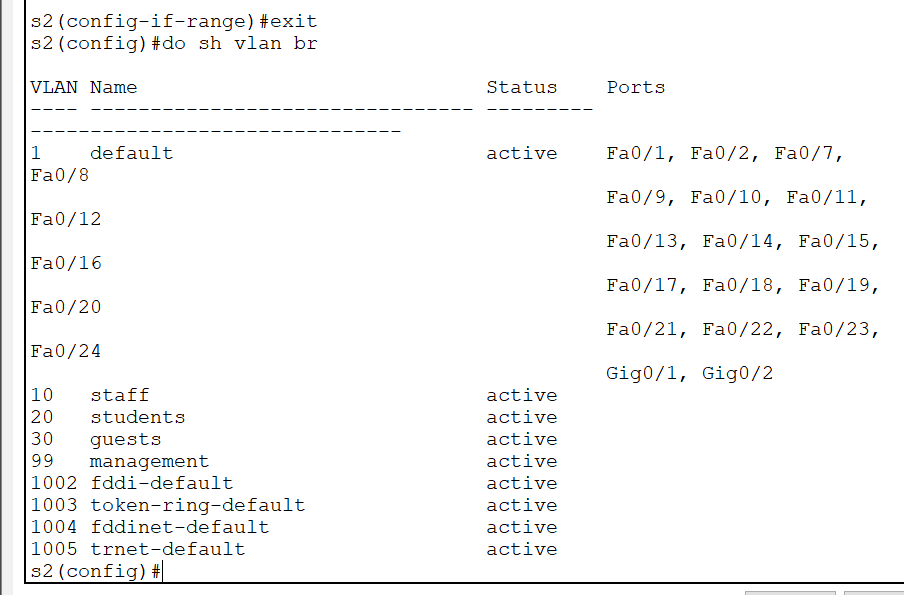 s2(config-if-range)#exit
s2(config)#do sh vlan br
VLAN Name                             Status    Ports
---- -------------------------------- ---------
-------------------------------
1    default                          active    Fa0/1, Fa0/2, Fa0/7,
Fa0/8
                                                Fa0/9, Fa0/10, Fa0/11,
Fa0/12
                                                Fa0/13, Fa0/14, Fa0/15,
Fa0/16
                                                Fa0/17, Fa0/18, Fa0/19,
Fa0/20
                                                Fa0/21, Fa0/22, Fa0/23,
Fa0/24
                                                Gig0/1, Gig0/2
10   staff                            active
20   students                         active
30   guests                           active
99   management                       active
1002 fddi-default                     active
1003 token-ring-default               active
1004 fddinet-default                  active
1005 trnet-default                    active
s2(config)#